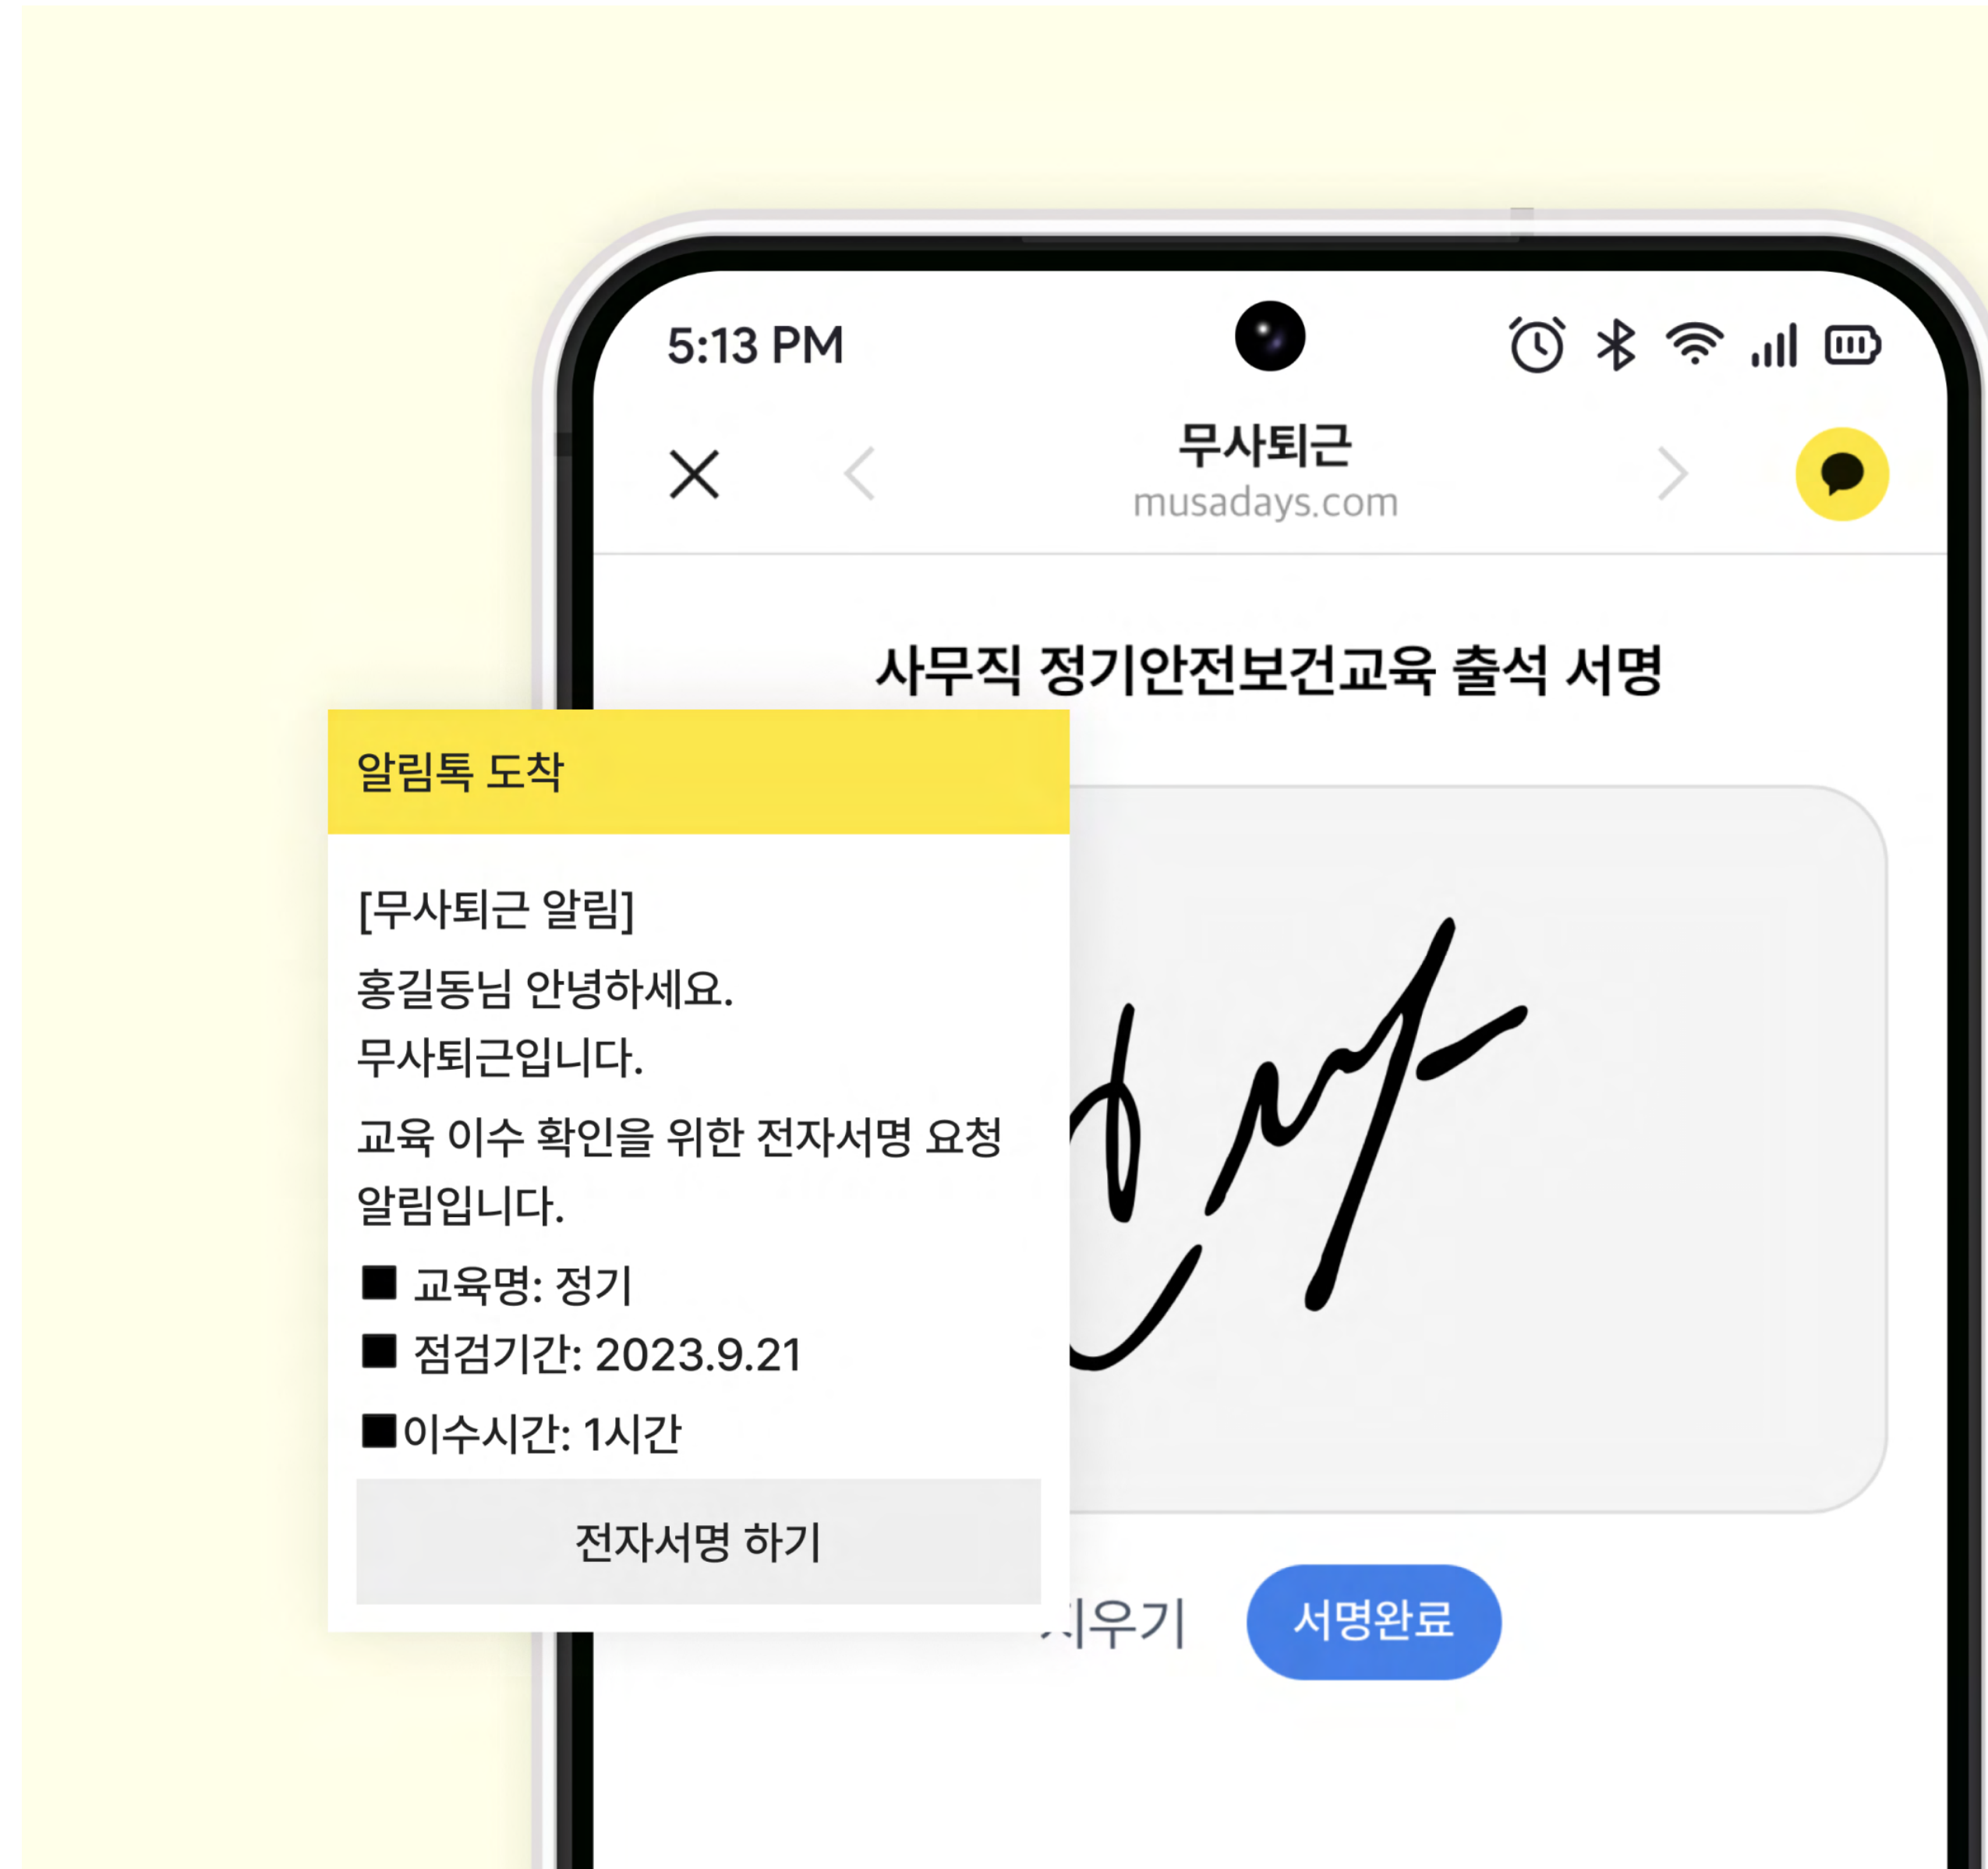 5:13 PM
무사퇴근
musadays.com
사무직 정기안전보건교육 출석 서명
알림톡 도착
[무사퇴근 알림]
홍길동님 안녕하세요.
무사퇴근입니다.
교육 이수 확인을 위한 전자서명 요청
알림입니다.
■ 교육명: 정기
■ 점검기간: 2023.9.21
■이수시간: 1시간
전자서명 하기
지우기
서명완료